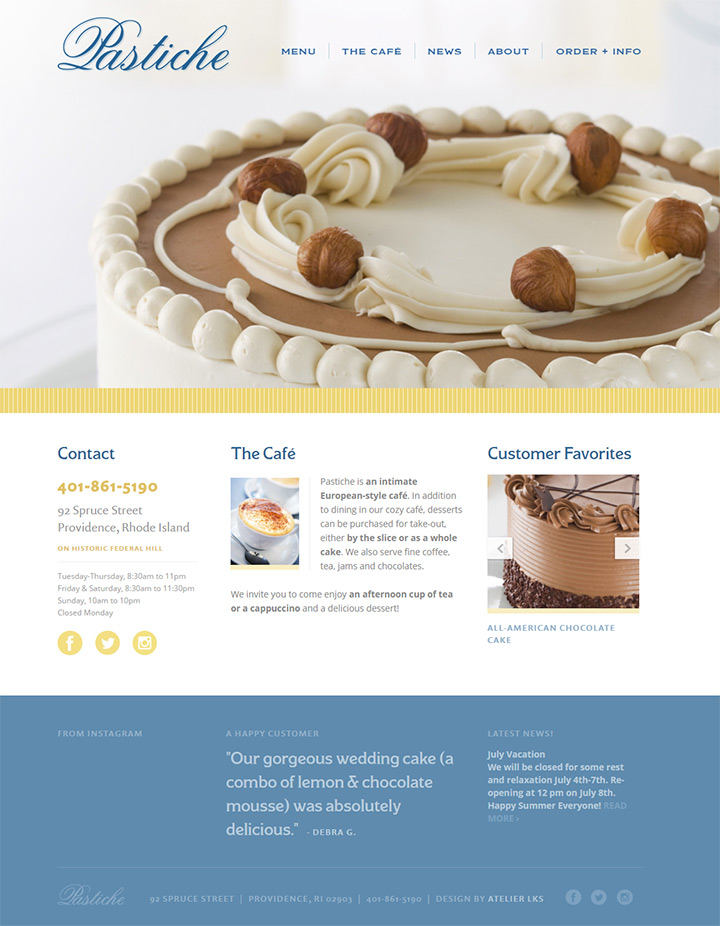 Pastiche
MENU
THE CAFÉ
NEWS
ABOUT
ORDER + INFO
Contact
401-861-5190
92 Spruce Street
Providence, Rhode Island
ON HISTORIC FEDERAL HILL
Tuesday-Thursday, 8:30am to 11pm
Friday & Saturday, 8:30am to 11:30pm
Sunday, 10am to 10pm
Closed Monday
The Café
Pastiche is an intimate
European-style café. In addition
to dining in our cozy café, desserts
can be purchased for take-out,
either by the slice or as a whole
cake. We also serve fine coffee,
tea, jams and chocolates.
We invite you to come enjoy an afternoon cup of tea
or a cappuccino and a delicious dessert!
Customer Favorites
ALL-AMERICAN CHOCOLATE
CAKE
FROM INSTAGRAM
A HAPPY CUSTOMER
"Our gorgeous wedding cake (a
combo of lemon & chocolate
mousse) was absolutely
delicious." - DEBRA G.
LATEST NEWS!
July Vacation
We will be closed for some rest
and relaxation July 4th-7th. Re-
opening at 12 pm on July 8th.
Happy Summer Everyone! READ
MORE ›
Pastiche
92 SPRUCE STREET | PROVIDENCE, RI 02903 | 401-861-5190 | DESIGN BY ATELIER LKS